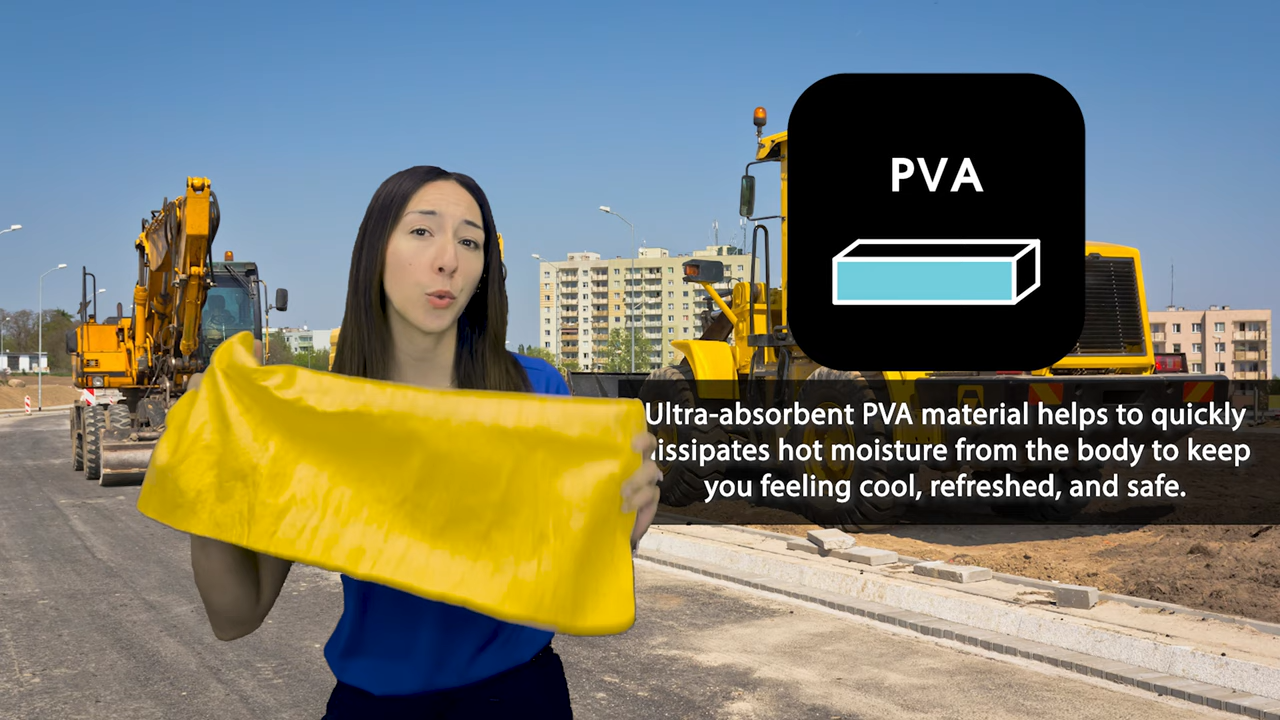 PVA
Ultra-absorbent PVA material helps to quickly
dissipates hot moisture from the body to keep
you feeling cool, refreshed, and safe.